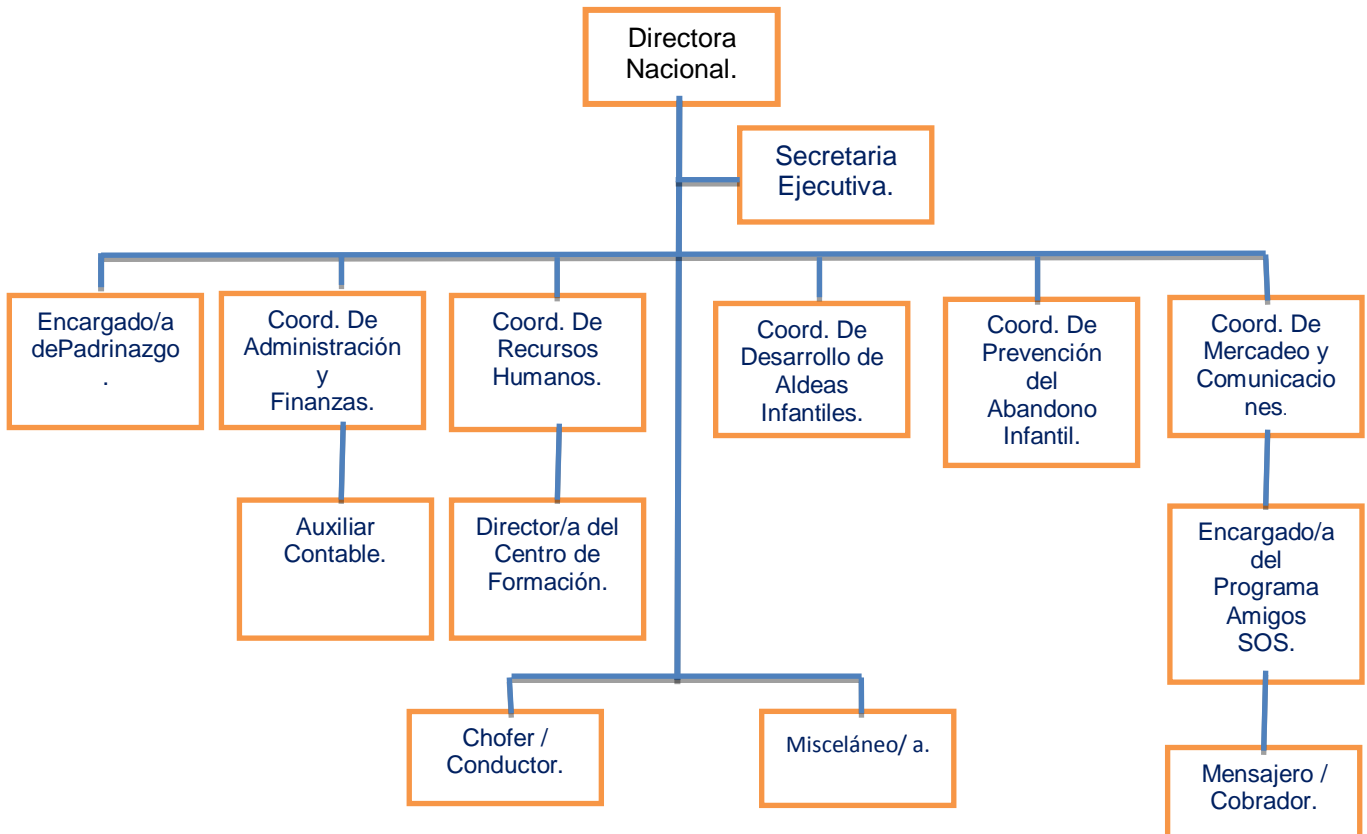 Directora
Nacional.
Secretaria
Ejecutiva.
Encargado/a
dePadrinazgo
.
Coord. De
Administración
y
Finanzas.
Coord. De
Recursos
Humanos.
Coord. De
Desarrollo de
Aldeas
Infantiles.
Coord. De
Prevención
del
Abandono
Infantil.
Coord. De
Mercadeo y
Comunicacio
nes.
Auxiliar
Contable.
Director/a del
Centro de
Formación.
Encargado/a
del
Programa
Amigos
SOS.
Chofer /
Conductor.
Misceláneo/ a.
Mensajero /
Cobrador.